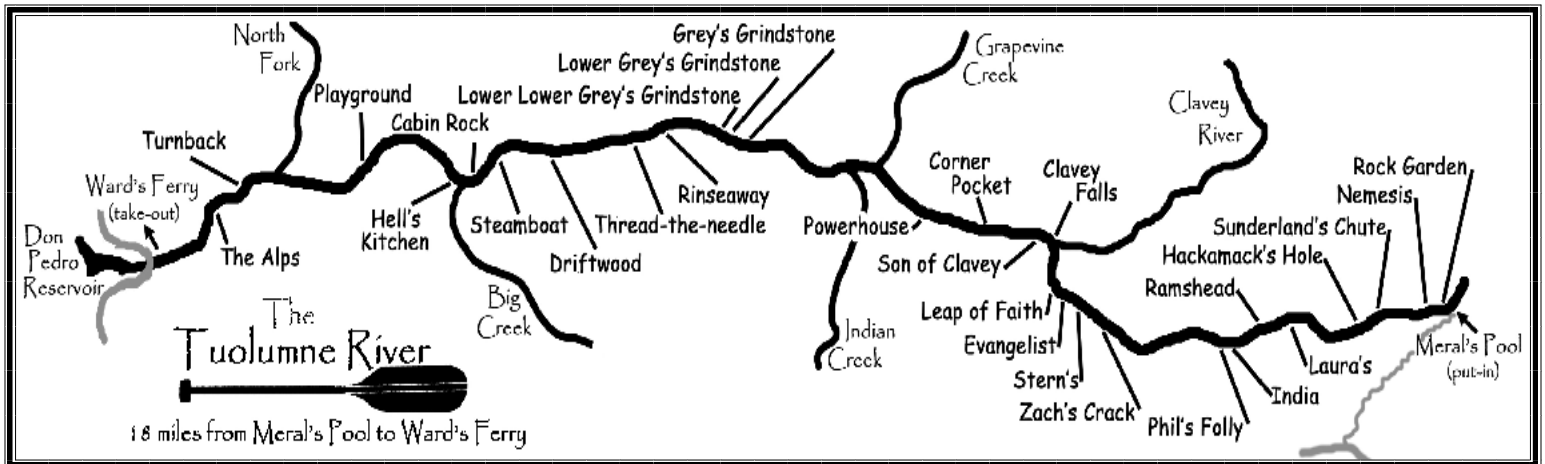 North
Fork
Grey's Grindstone
Lower Grey's Grindstone
Lower Lower Grey's Grindstone
Playground
Cabin Rock
Turnback
Ward's Ferry
(take-out)
Don
Pedro
Reservoir
The Alps
Hell's
Kitchen
Steamboat
Driftwood
Thread-the-needle
Rinseaway
Big
Creek
Grapevine
Creek
Powerhouse
Indian
Creek
Corner
Pocket
Clavey
Falls
Clavey
River
Son of Clavey
Leap of Faith
Evangelist
Stern's
Zach's Crack
Phil's Folly
India
Laura's
Ramshead
Hackamack's Hole
Sunderland's Chute
Nemesis
Rock Garden
Meral's Pool
(put-in)
The
Tuolumne River
18 miles from Meral's Pool to Ward's Ferry